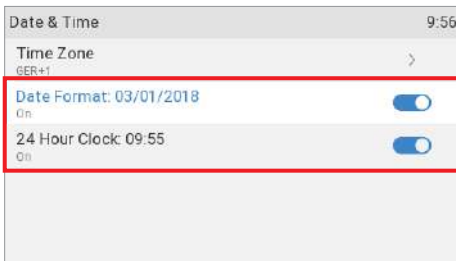 Date & Time 9:56
Time Zone
GER+1
Date Format: 03/01/2018
On
24 Hour Clock: 09:55
On